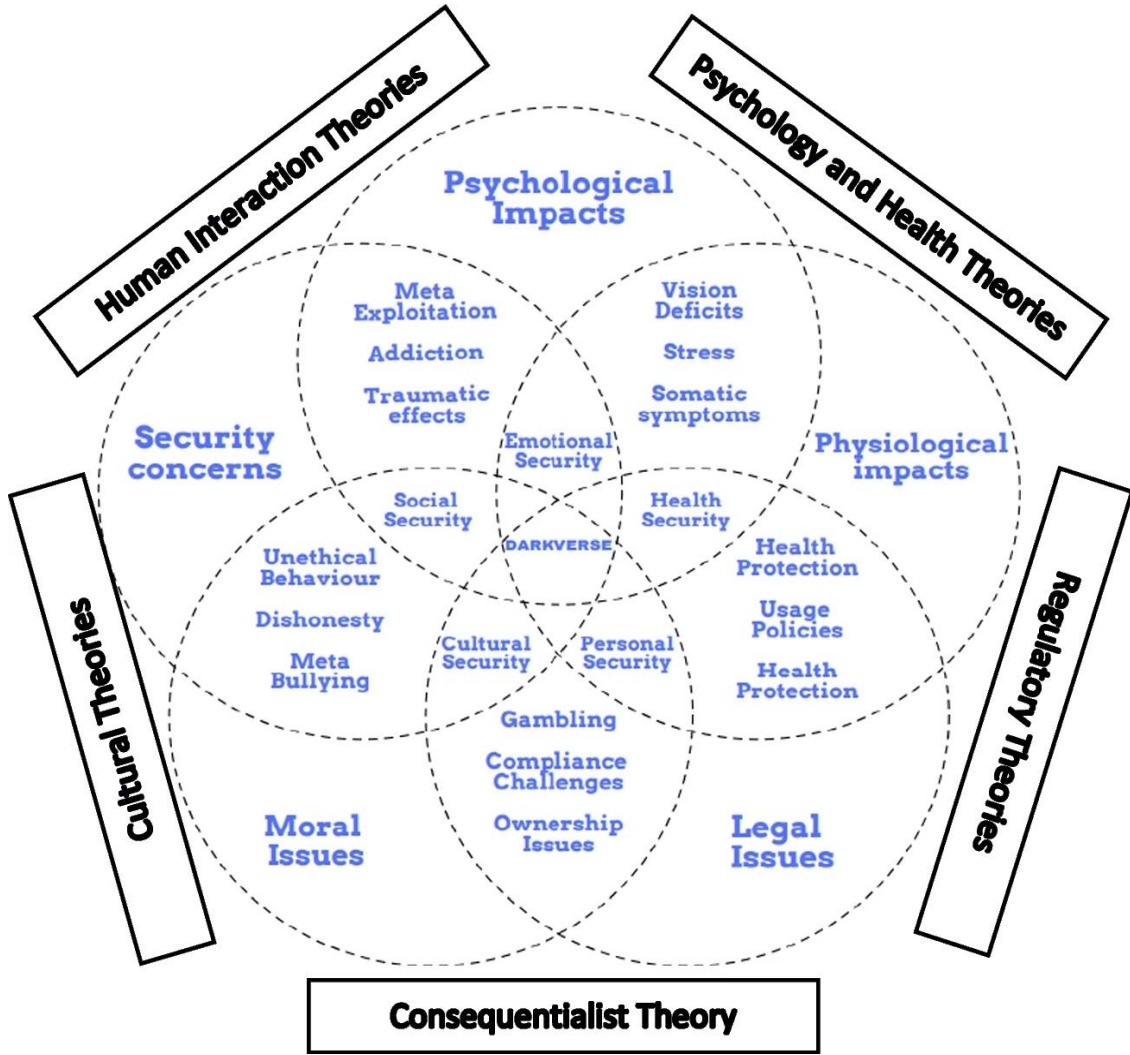 Human Interaction Theories
Psychology and Health Theories
Psychological
Impacts
Meta
Exploitation
Addiction
Traumatic
effects
Vision
Deficits
Stress
Somatic
symptoms
Security
concerns
Emotional
Security
Physiological
impacts
Social
Security
Health
Security
DARKVERSE
Unethical
Behaviour
Dishonesty
Meta
Bullying
Health
Protection
Usage
Policies
Health
Protection
Cultural
Security
Personal
Security
Cultural Theories
Regulatory Theories
Gambling
Compliance
Challenges
Ownership
Issues
Moral
Issues
Legal
Issues
Consequentialist Theory